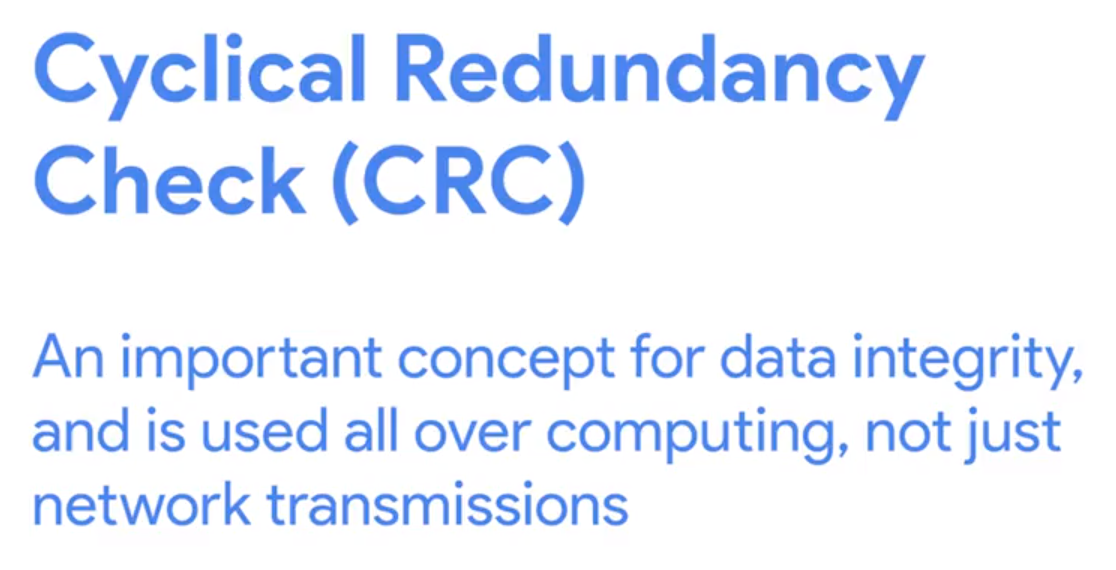 Cyclical Redundancy
Check (CRC)
An important concept for data integrity,
and is used all over computing, not just
network transmissions